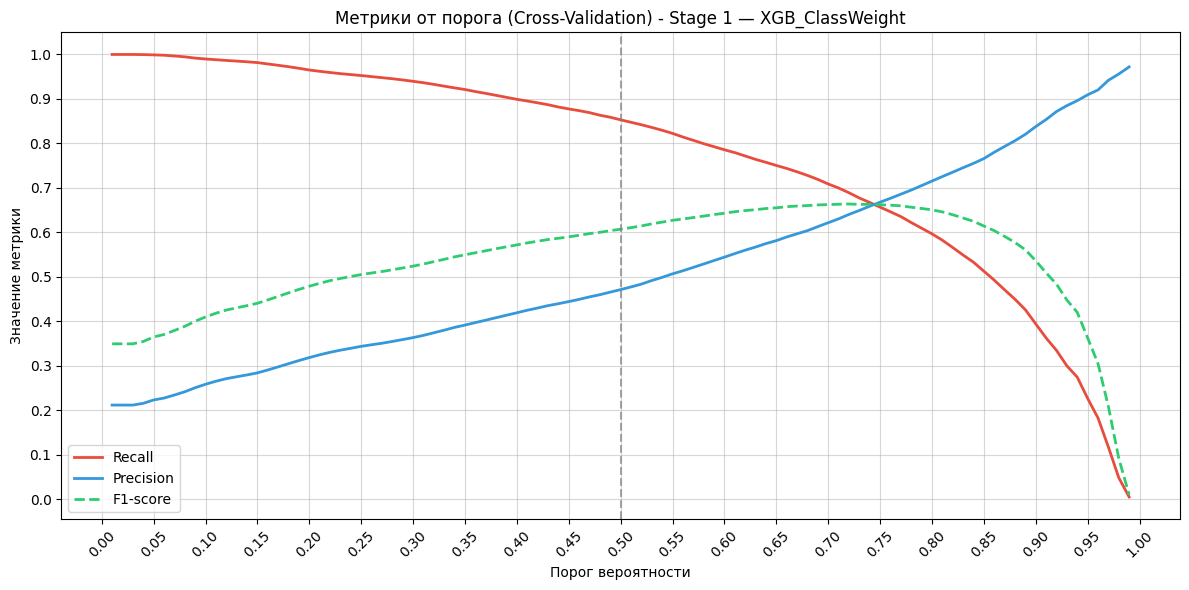 Метрики от порога (Cross-Validation) - Stage 1 — XGB_ClassWeight
Значение метрики
1.0
0.9
0.8
0.7
0.6
0.5
0.4
0.3
0.2
0.1
0.0
Recall
Precision
F1-score
0.00 0.05 0.10 0.15 0.20 0.25 0.30 0.35 0.40 0.45 0.50 0.55 0.60 0.65 0.70 0.75 0.80 0.85 0.90 0.95 1.00
Порог вероятности